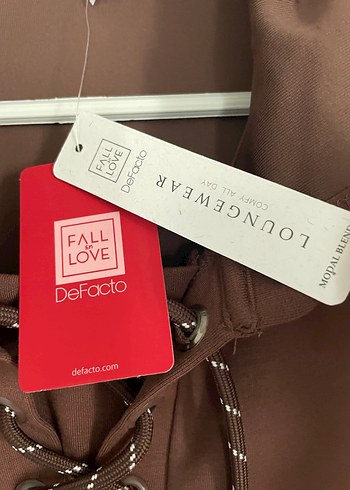 FALL
in
LOVE
DeFacto
LOUNGEWEAR
COMFY ALL DAY
MODAL BLEND
FALL
in
LOVE
DeFacto
defacto.com